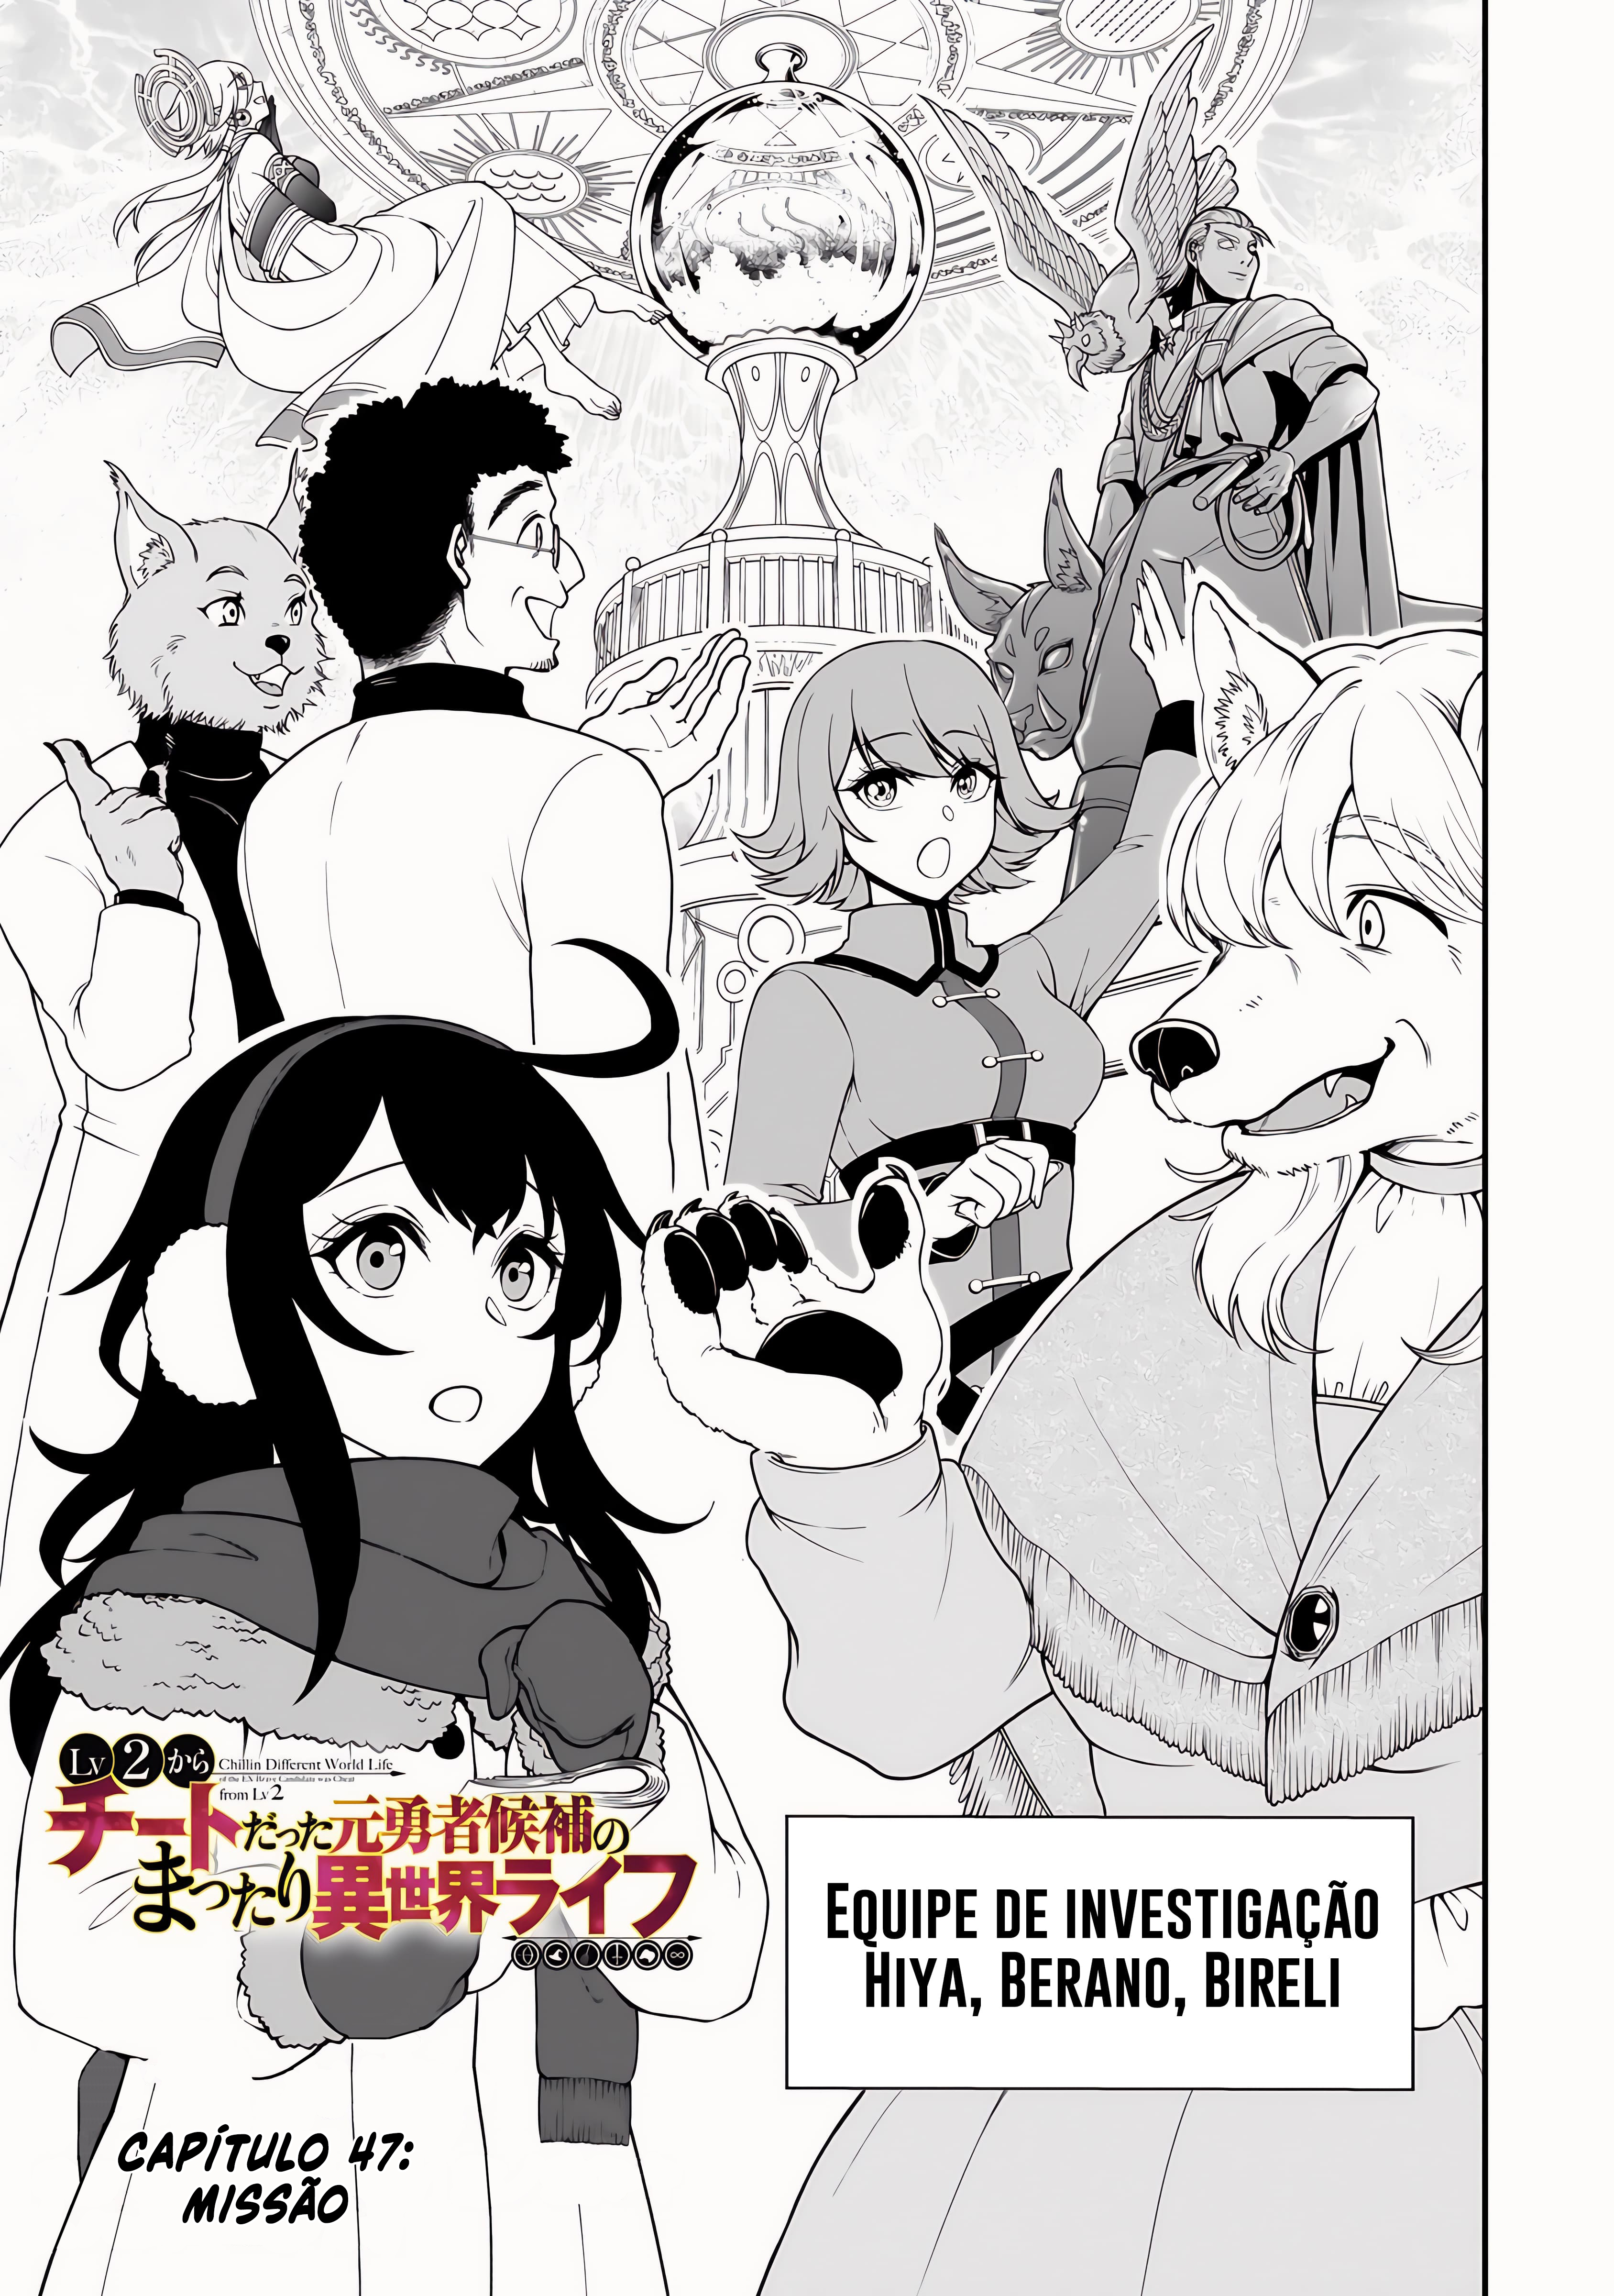 Lv2から
Chillin Different World Life
of the EX-Brave Candidate was Cheat
from Lv2
チートだった元勇者候補の
まったり異世界ライフ
EQUIPE DE INVESTIGAÇÃO
HIYA, BERANO, BIRELI
CAPÍTULO 47:
MISSÃO